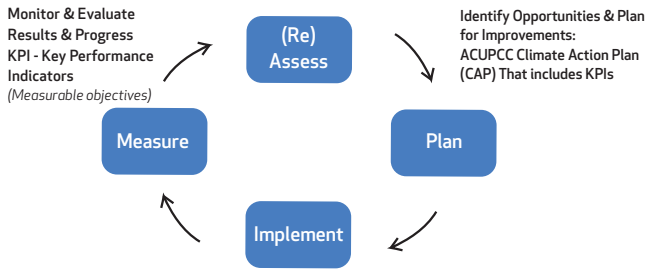 Monitor & Evaluate
Results & Progress
KPI - Key Performance
Indicators
(Measurable objectives)
(Re)
Assess
Identify Opportunities & Plan
for Improvements:
ACUPCC Climate Action Plan
(CAP) That includes KPIs
Measure
Plan
Implement